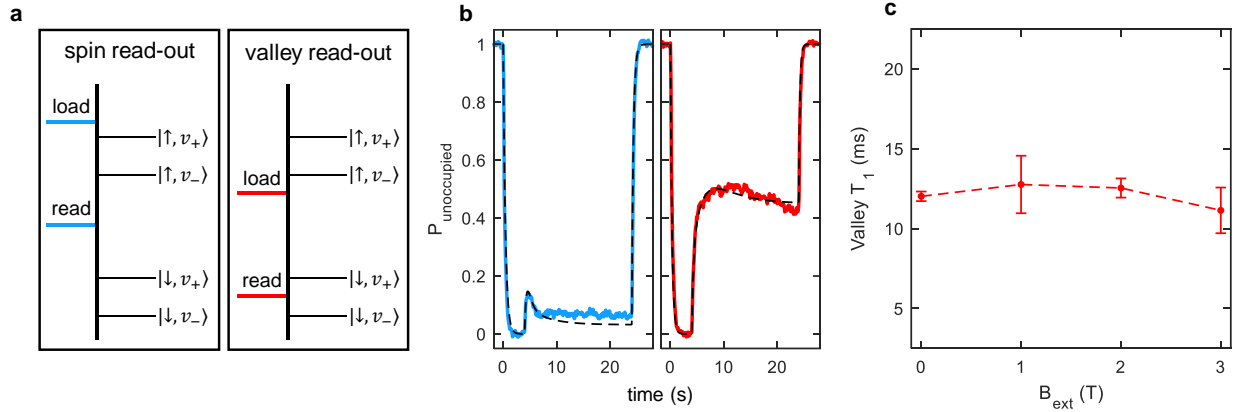 a
spin read-out
load
read
|↑, v₊⟩
|↑, v₋⟩
|↓, v₊⟩
|↓, v₋⟩
valley read-out
load
read
|↑, v₊⟩
|↑, v₋⟩
|↓, v₊⟩
|↓, v₋⟩
b
1
0.8
0.6
0.4
0.2
0
P_unoccupied
0 10 20
0 10 20
time (s)
c
20
15
10
5
Valley T₁ (ms)
0 1 2 3
B_ext (T)